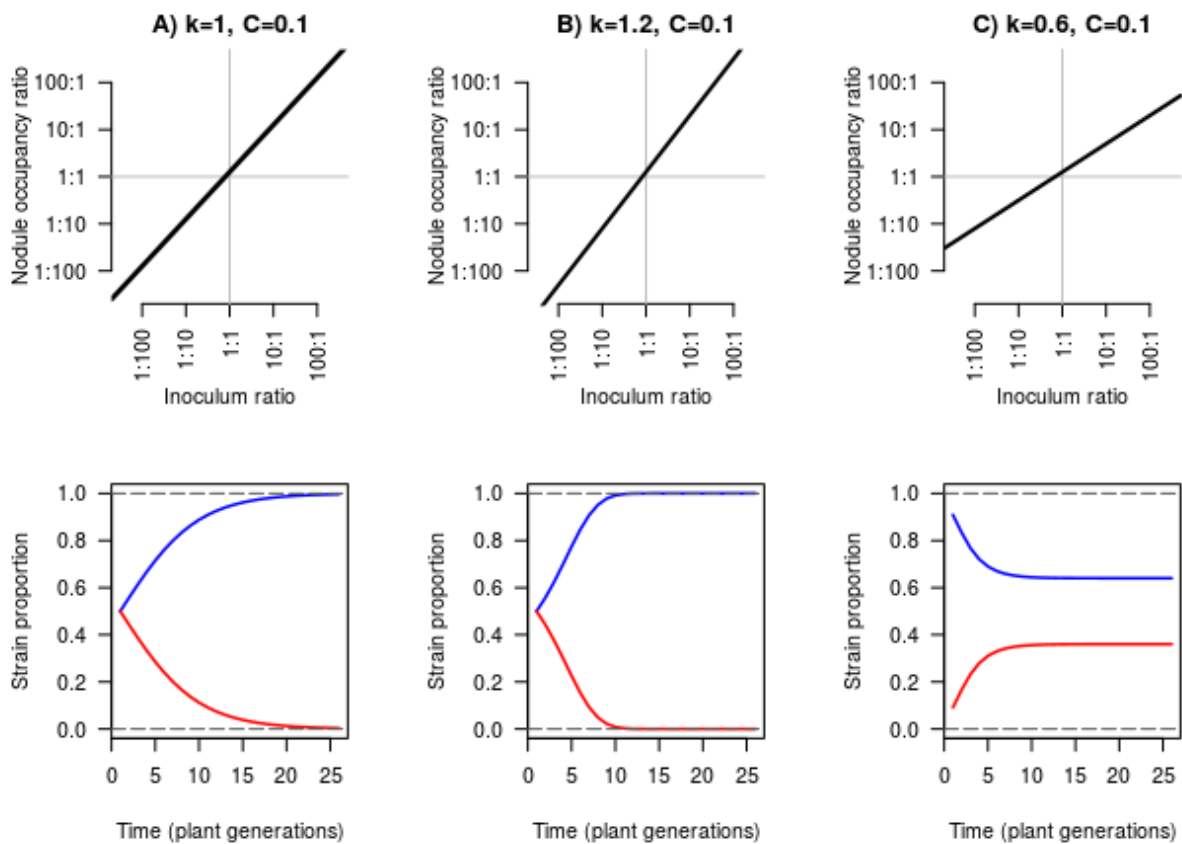 A) k=1, C=0.1
B) k=1.2, C=0.1
C) k=0.6, C=0.1
Nodule occupancy ratio
100:1
10:1
1:1
1:10
1:100
1:100
1:10
1:1
10:1
100:1
Inoculum ratio
Nodule occupancy ratio
100:1
10:1
1:1
1:10
1:100
1:100
1:10
1:1
10:1
100:1
Inoculum ratio
Nodule occupancy ratio
100:1
10:1
1:1
1:10
1:100
1:100
1:10
1:1
10:1
100:1
Inoculum ratio
Strain proportion
1.0
0.8
0.6
0.4
0.2
0.0
0 5 10 15 20 25
Time (plant generations)
Strain proportion
1.0
0.8
0.6
0.4
0.2
0.0
0 5 10 15 20 25
Time (plant generations)
Strain proportion
1.0
0.8
0.6
0.4
0.2
0.0
0 5 10 15 20 25
Time (plant generations)